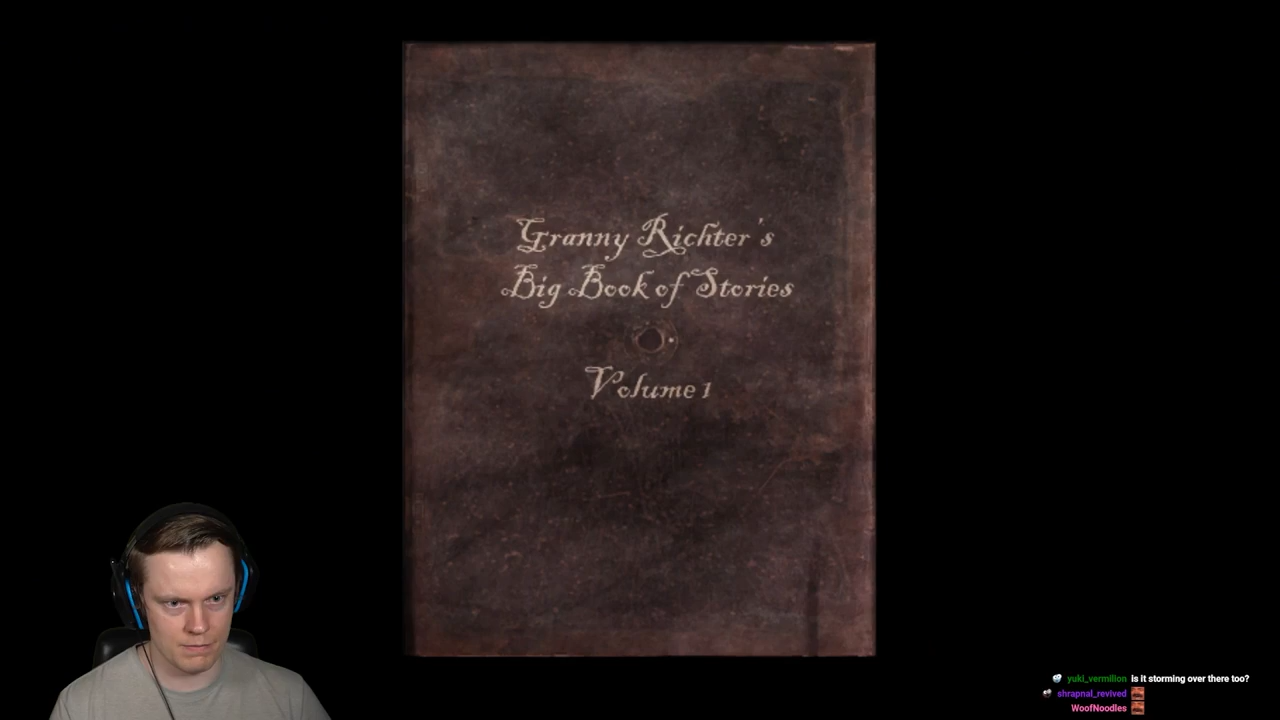 Granny Richter's
Big Book of Stories
Volume 1
yuki_vermilion Is it storming over there too?
shrapnal_revived
WoofNoodles